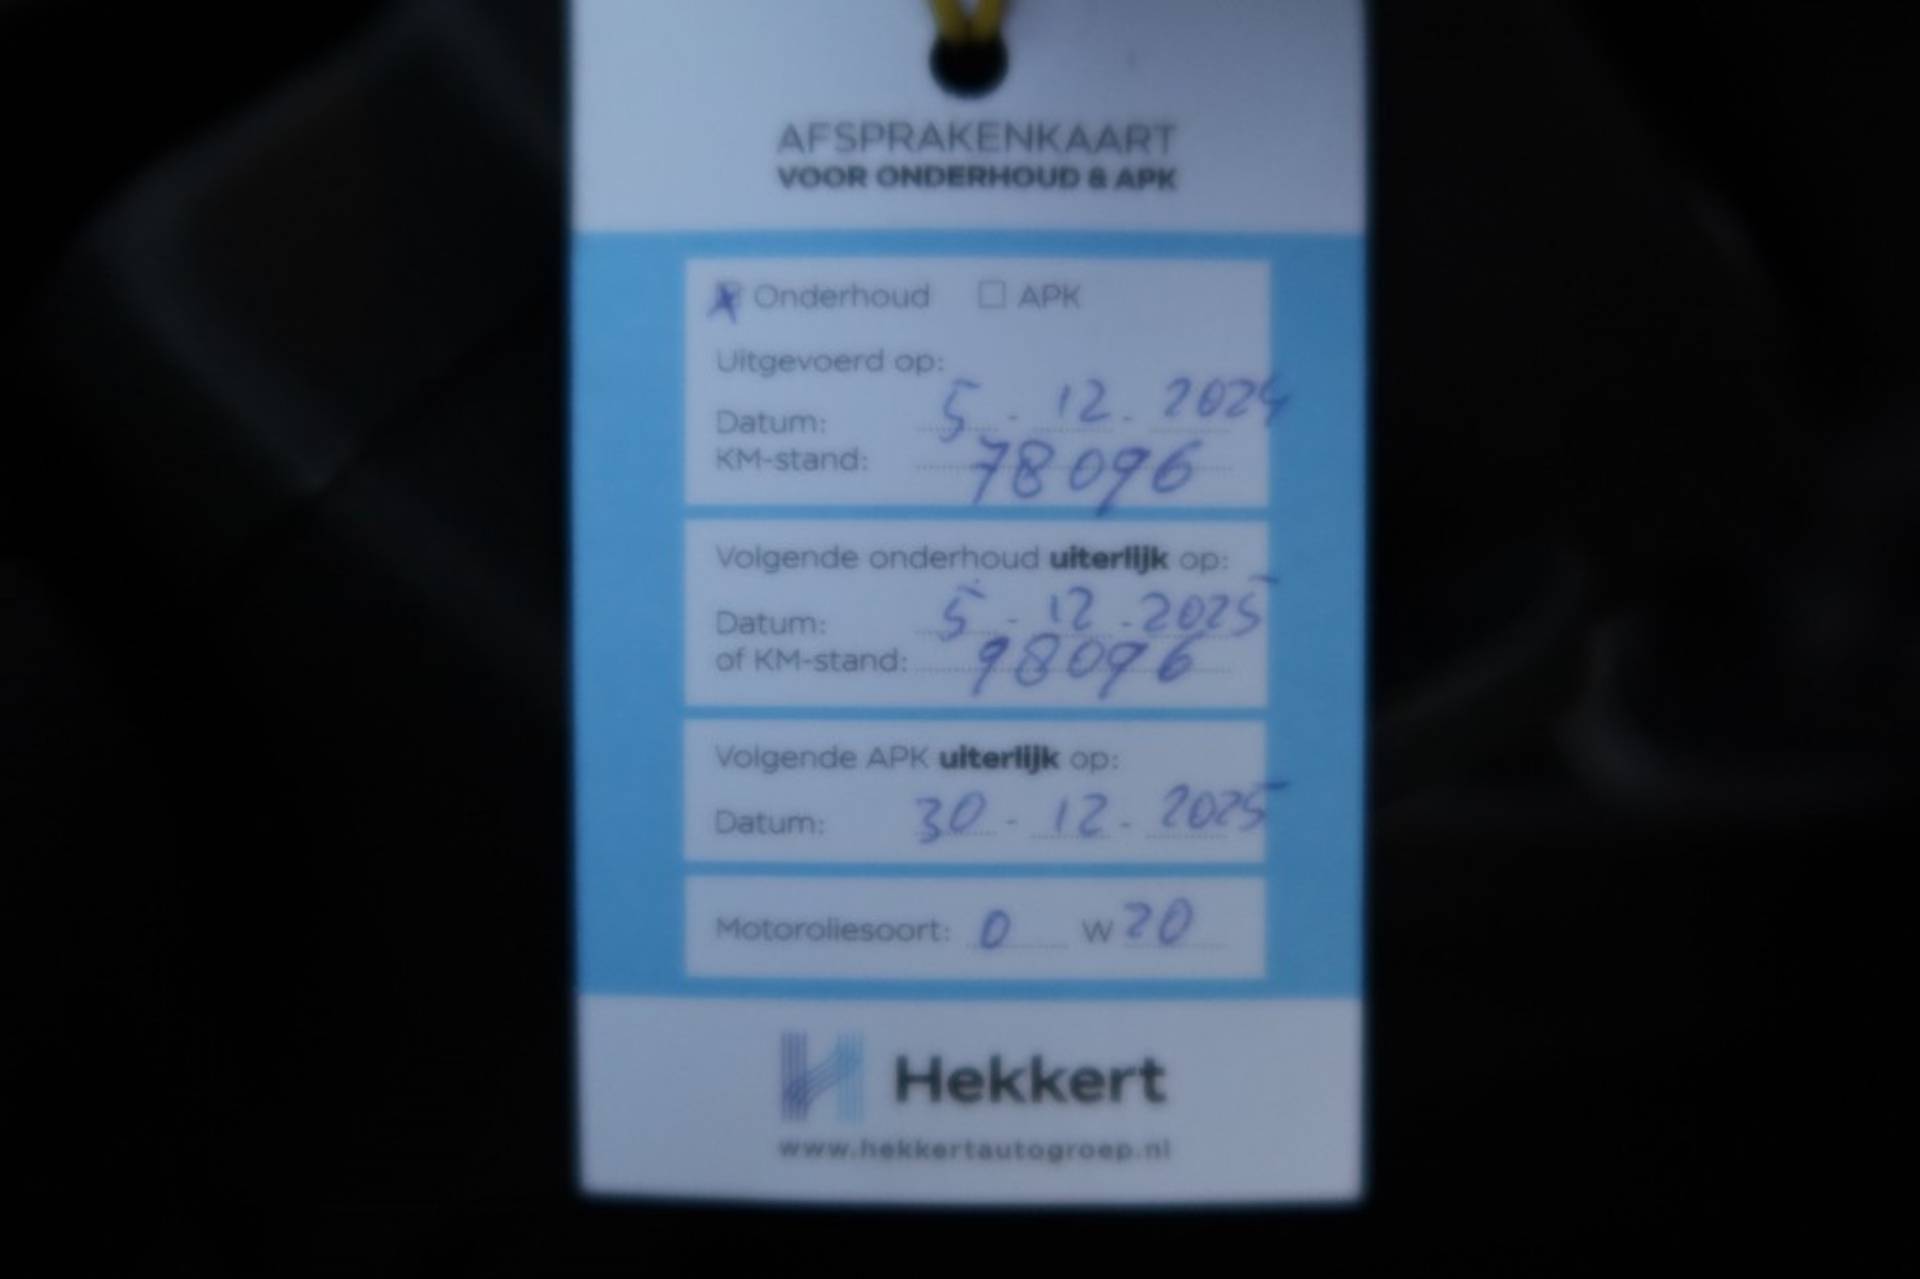 AFSPRAKENKAART
VOOR ONDERHOUD & APK
Onderhoud APK
Uitgevoerd op:
Datum: 5 - 12 - 2024
KM-stand: 78096
Volgende onderhoud uiterlijk op:
Datum: 5 - 12 - 2025
of KM-stand: 98096
Volgende APK uiterlijk op:
Datum: 30 - 12 - 2025
Motoroliesoort: 0 W 20
Hekkert
www.hekkertautogroep.nl